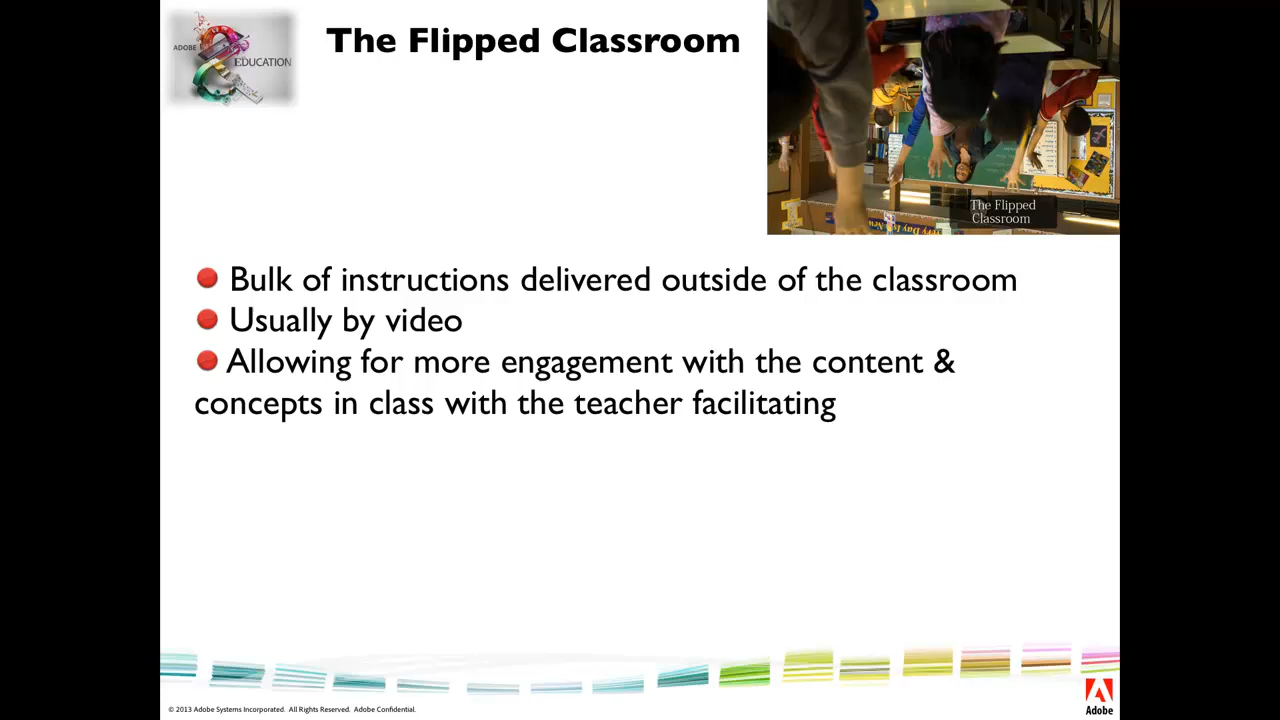 ADOBE
EDUCATION
The Flipped Classroom
The Flipped
Classroom
Bulk of instructions delivered outside of the classroom
Usually by video
Allowing for more engagement with the content &
concepts in class with the teacher facilitating
© 2013 Adobe Systems Incorporated. All Rights Reserved. Adobe Confidential.
Adobe